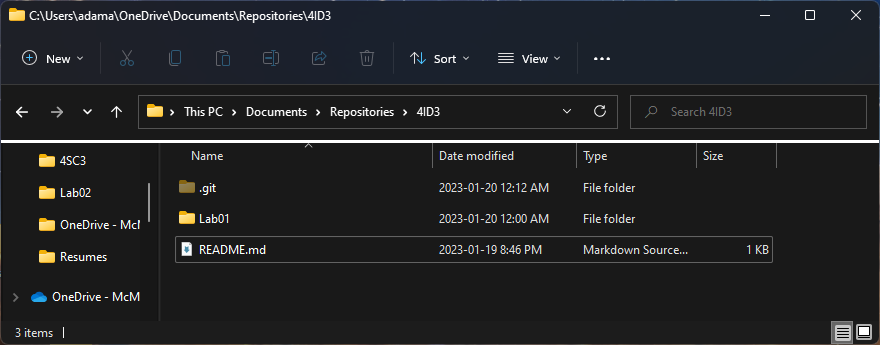 C:\Users\adama\OneDrive\Documents\Repositories\4ID3
New Sort View
This PC Documents Repositories 4ID3 Search 4ID3
Name Date modified Type Size
4SC3
Lab02
OneDrive - McM
Resumes
OneDrive - McM
.git 2023-01-20 12:12 AM File folder
Lab01 2023-01-20 12:00 AM File folder
README.md 2023-01-19 8:46 PM Markdown Source... 1 KB
3 items